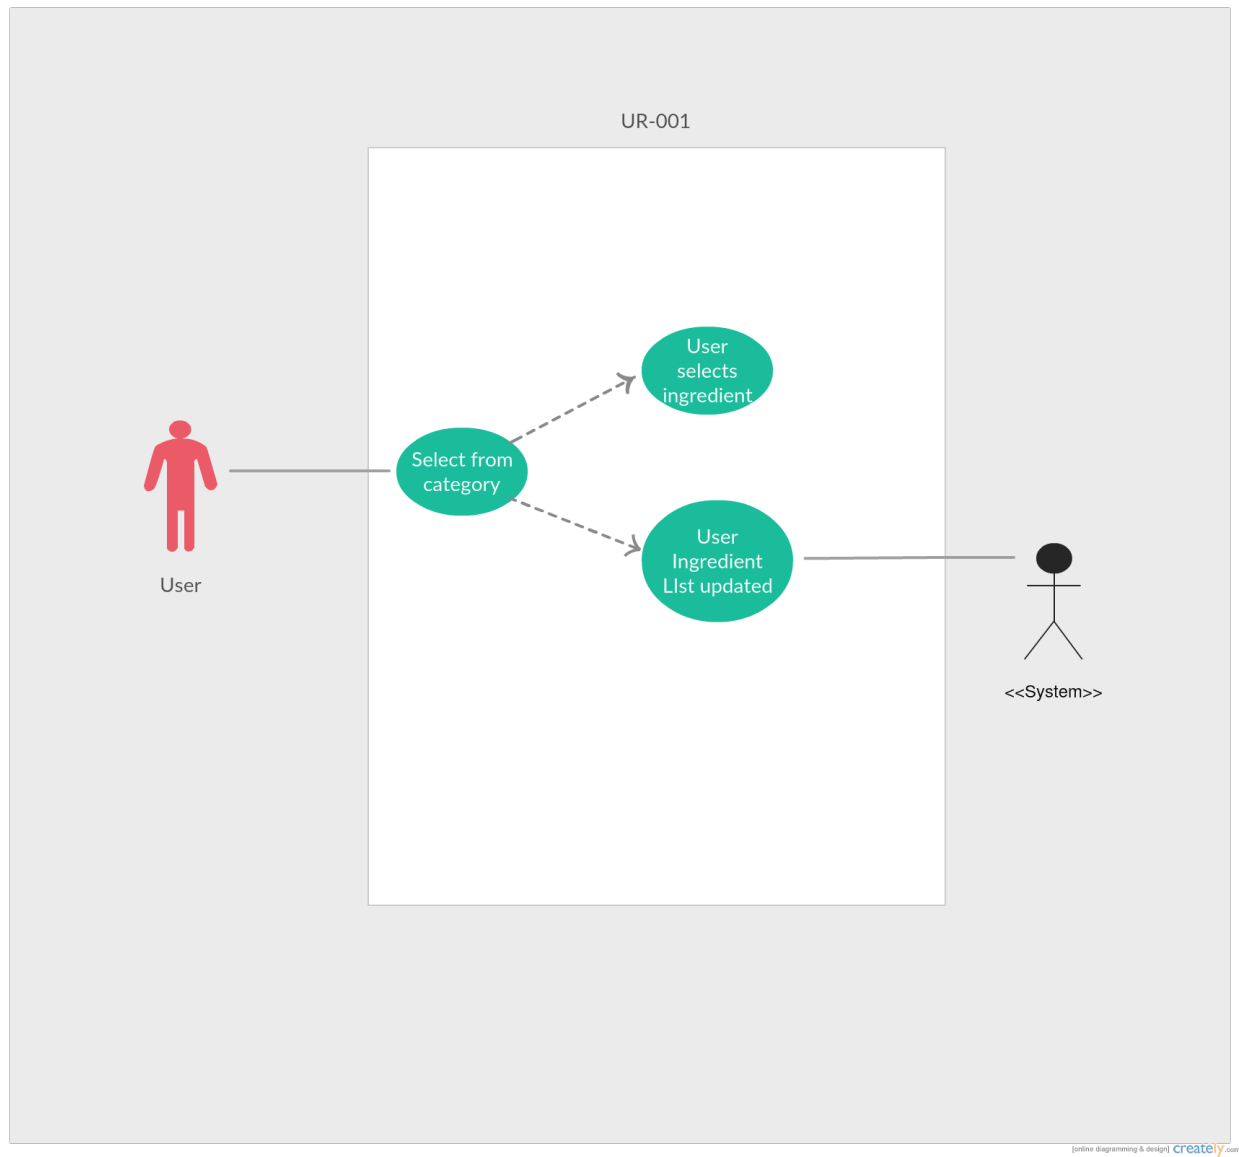 UR-001
User
selects
ingredient
Select from
category
User
Ingredient
LIst updated
User
<<System>>
[online diagramming & design] creately.com